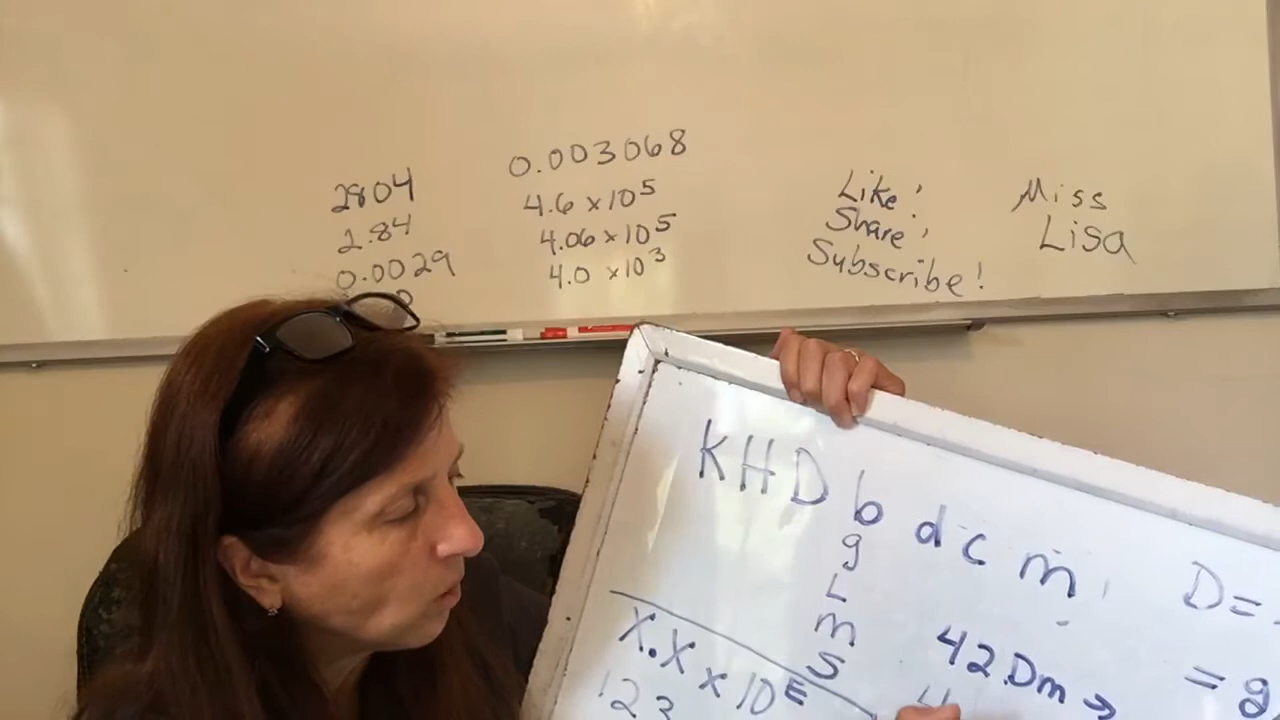 2804
2.84
0.0029
0.003068
4.6 x 10⁵
4.06 x 10⁵
4.0 x 10³
Like!
Share!
Subscribe!
Miss
Lisa
KHD b d c m
g
L
m
S
D=
42Dm →
= g
X.X x 10ᴱ